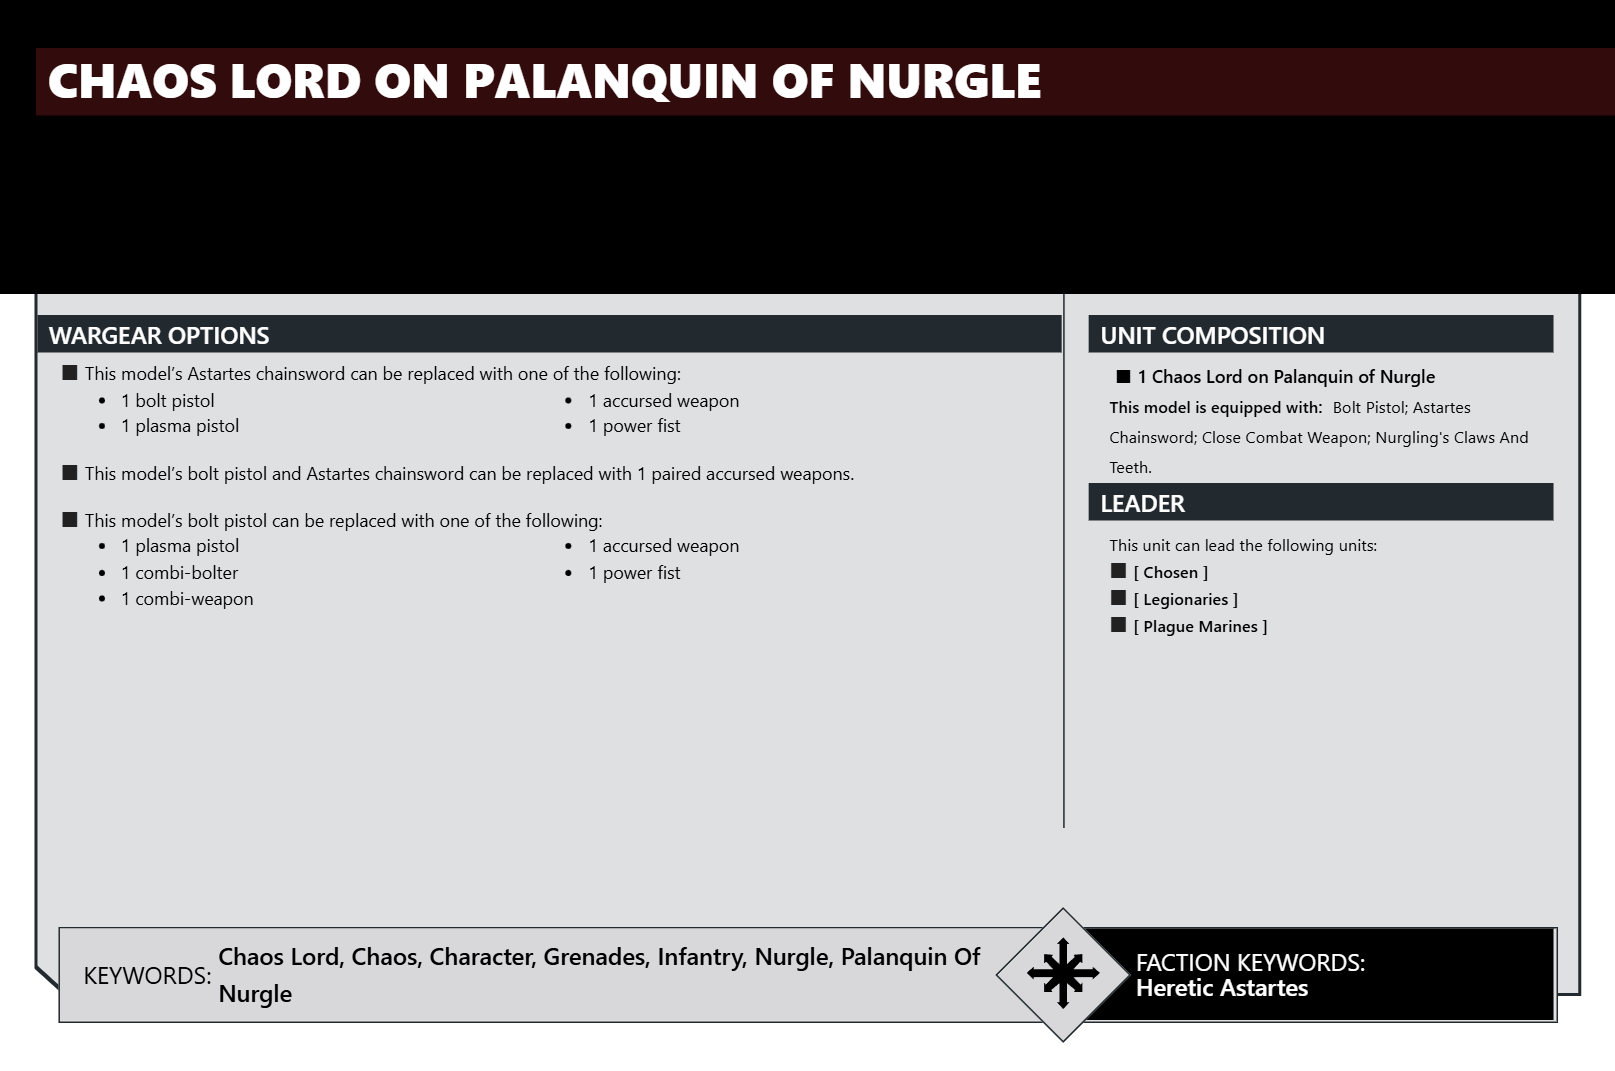 CHAOS LORD ON PALANQUIN OF NURGLE
WARGEAR OPTIONS
This model’s Astartes chainsword can be replaced with one of the following:
• 1 bolt pistol
• 1 plasma pistol
• 1 accursed weapon
• 1 power fist
This model’s bolt pistol and Astartes chainsword can be replaced with 1 paired accursed weapons.
This model’s bolt pistol can be replaced with one of the following:
• 1 plasma pistol
• 1 combi-bolter
• 1 combi-weapon
• 1 accursed weapon
• 1 power fist
UNIT COMPOSITION
1 Chaos Lord on Palanquin of Nurgle
This model is equipped with: Bolt Pistol; Astartes
Chainsword; Close Combat Weapon; Nurgling's Claws And
Teeth.
LEADER
This unit can lead the following units:
[ Chosen ]
[ Legionaries ]
[ Plague Marines ]
KEYWORDS: Chaos Lord, Chaos, Character, Grenades, Infantry, Nurgle, Palanquin Of
Nurgle
FACTION KEYWORDS:
Heretic Astartes